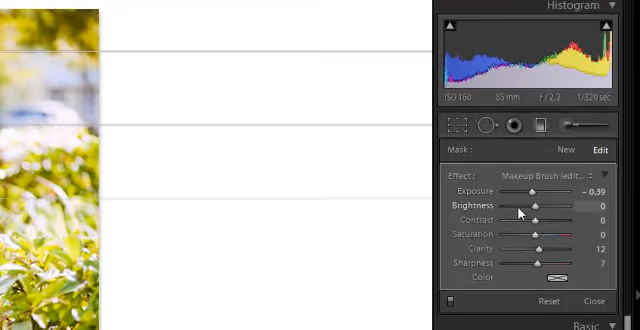 Histogram
ISO 160 85 mm f / 2.2 1/320 sec
Mask : New Edit
Effect : Makeup Brush (edit...
Exposure – 0.39
Brightness 0
Contrast 0
Saturation 0
Clarity 12
Sharpness 7
Color
Reset Close
Basic